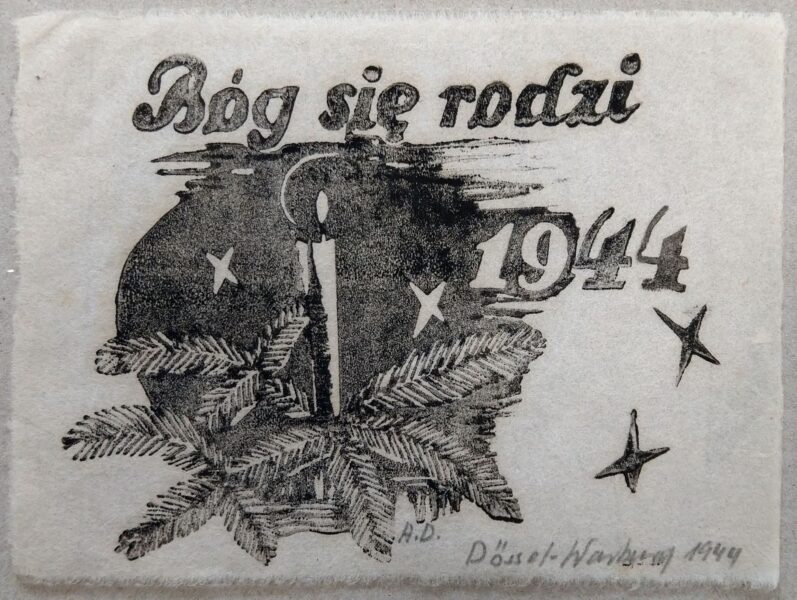 Bóg się rodzi
1944
A.D.
Dössel-Warburg 1944